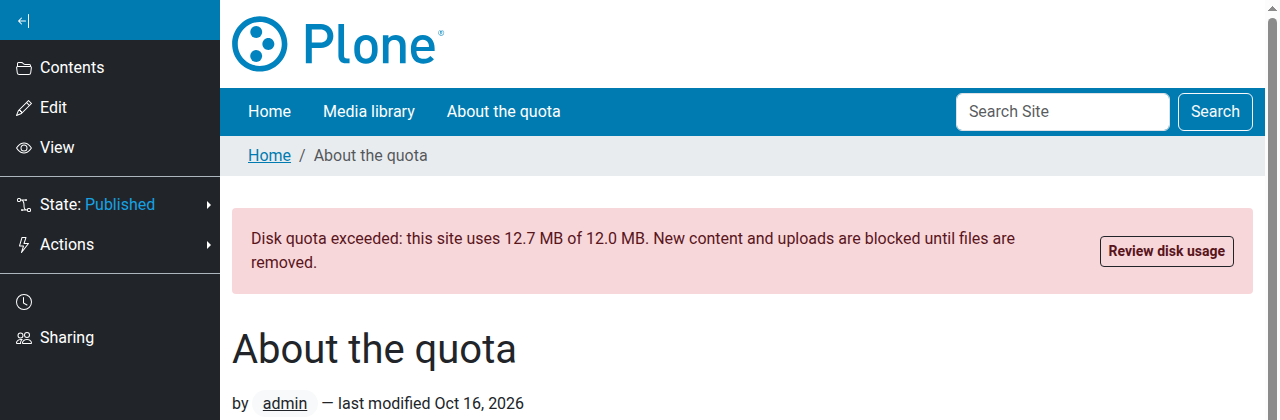 Plone®
Contents
Edit
View
State: Published
Actions
Sharing
Home Media library About the quota
Search Site Search
Home / About the quota
Disk quota exceeded: this site uses 12.7 MB of 12.0 MB. New content and uploads are blocked until files are
removed.
Review disk usage
About the quota
by admin — last modified Oct 16, 2026